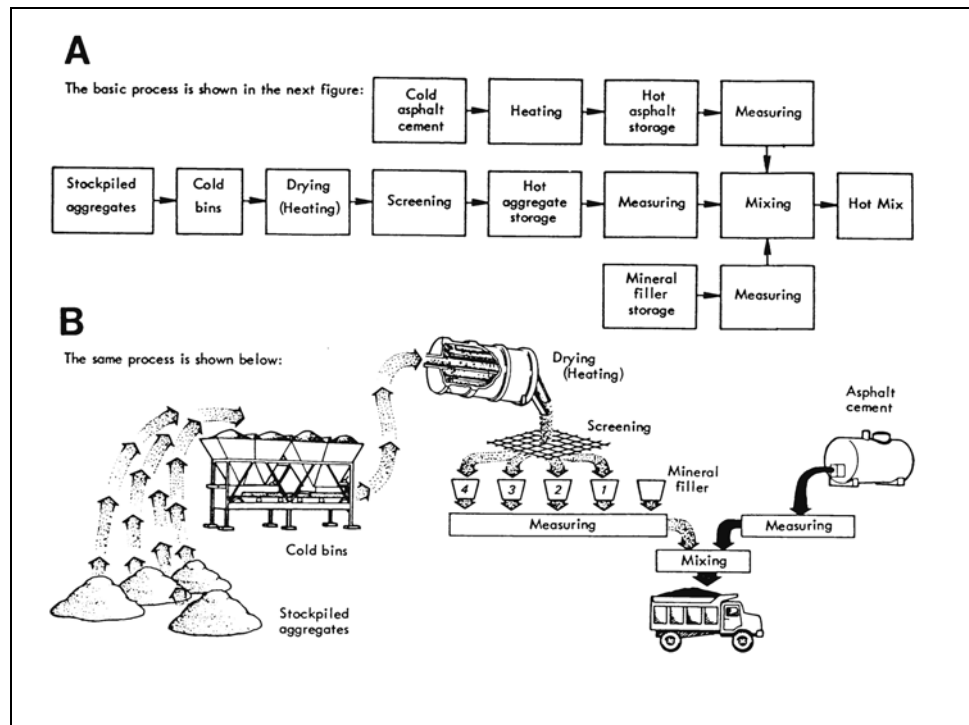 A
The basic process is shown in the next figure:
Cold
asphalt
cement
Heating
Hot
asphalt
storage
Measuring
Stockpiled
aggregates
Cold
bins
Drying
(Heating)
Screening
Hot
aggregate
storage
Measuring
Mixing
Hot Mix
Mineral
filler
storage
Measuring
B
The same process is shown below:
Drying
(Heating)
Asphalt
cement
Screening
Mineral
filler
4
3
2
1
Measuring
Measuring
Cold bins
Mixing
Stockpiled
aggregates